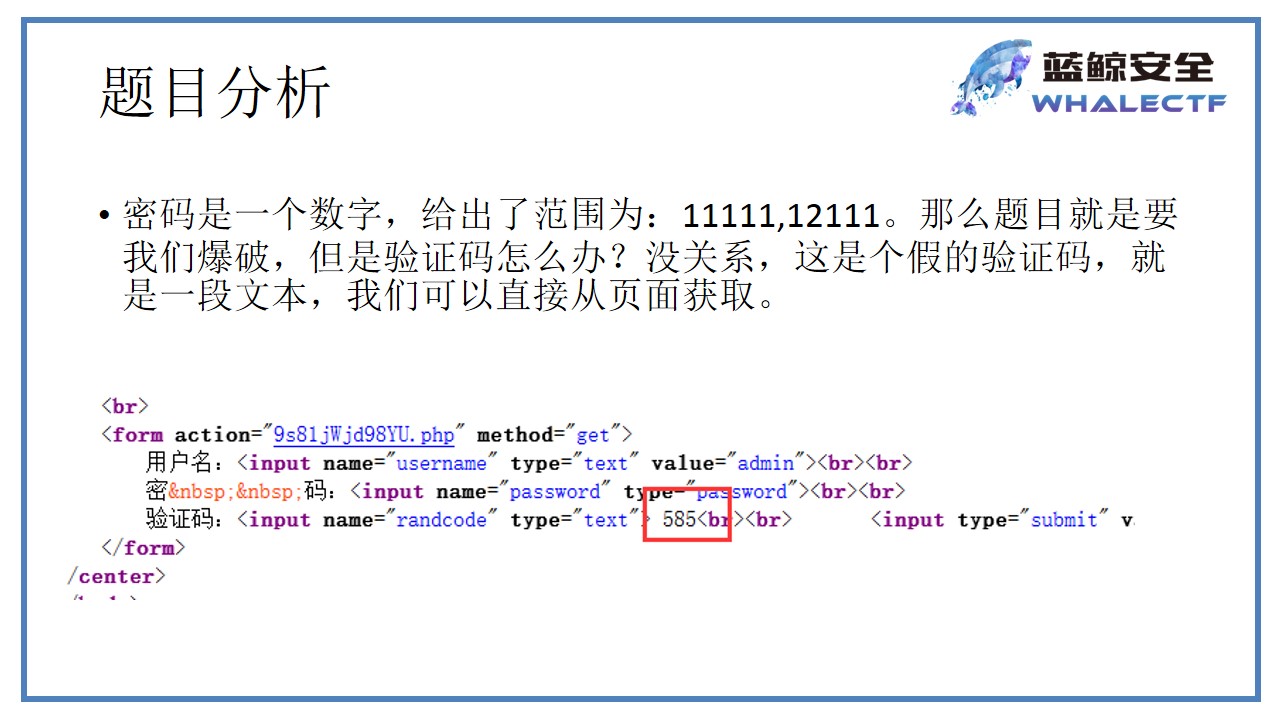 题目分析
蓝鲸安全
WHALECTF
• 密码是一个数字，给出了范围为：11111,12111。那么题目就是要
我们爆破，但是验证码怎么办？没关系，这是个假的验证码，就
是一段文本，我们可以直接从页面获取。
<br>
<form action="9s81jWjd98YU.php" method="get">
用户名：<input name="username" type="text" value="admin"><br><br>
密&nbsp;&nbsp;码：<input name="password" type="password"><br><br>
验证码：<input name="randcode" type="text"> 585<br><br> <input type="submit" v
</form>
/center>